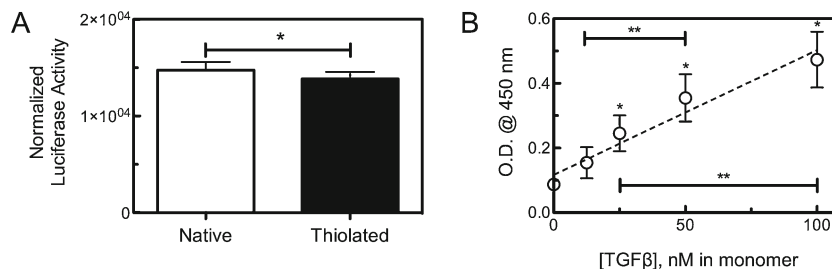 A
Normalized
Luciferase Activity
2×10⁰⁴
1×10⁰⁴
0
*
Native
Thiolated
B
O.D. @ 450 nm
0.6
0.4
0.2
0.0
**
*
*
*
**
0
50
100
[TGFβ], nM in monomer